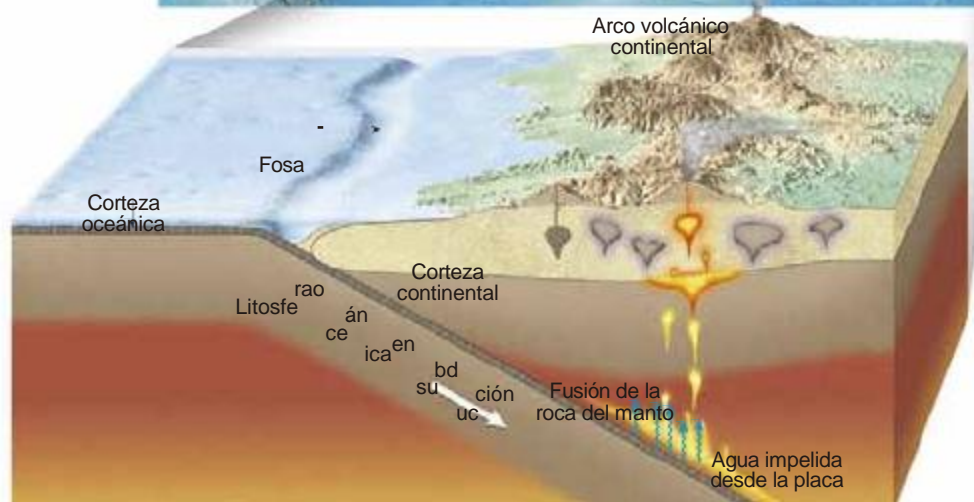 Arco volcánico
continental
Fosa
Corteza
oceánica
Corteza
continental
Litosfe
rao
ce
án
ica
en
su
bd
uc
ción
Fusión de la
roca del manto
Agua impelida
desde la placa